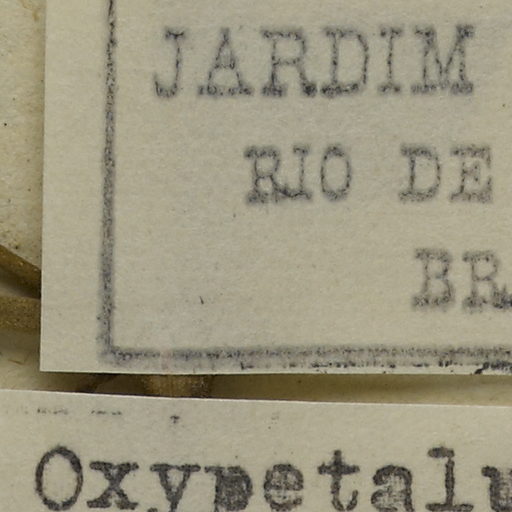 JARDIM
RIO DE
BRA
Oxypetalu